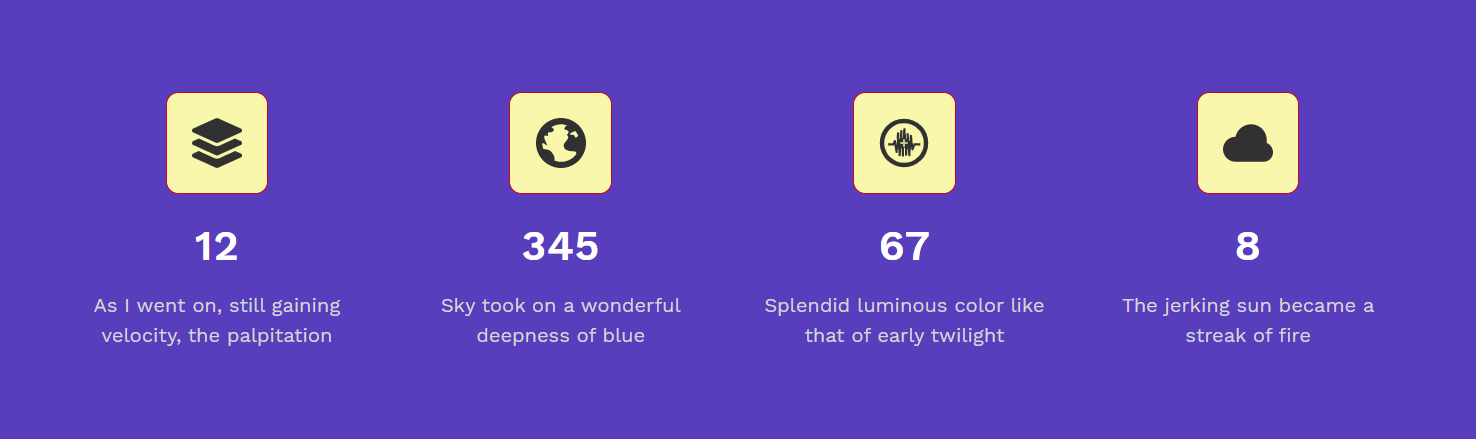 12
As I went on, still gaining
velocity, the palpitation
345
Sky took on a wonderful
deepness of blue
67
Splendid luminous color like
that of early twilight
8
The jerking sun became a
streak of fire